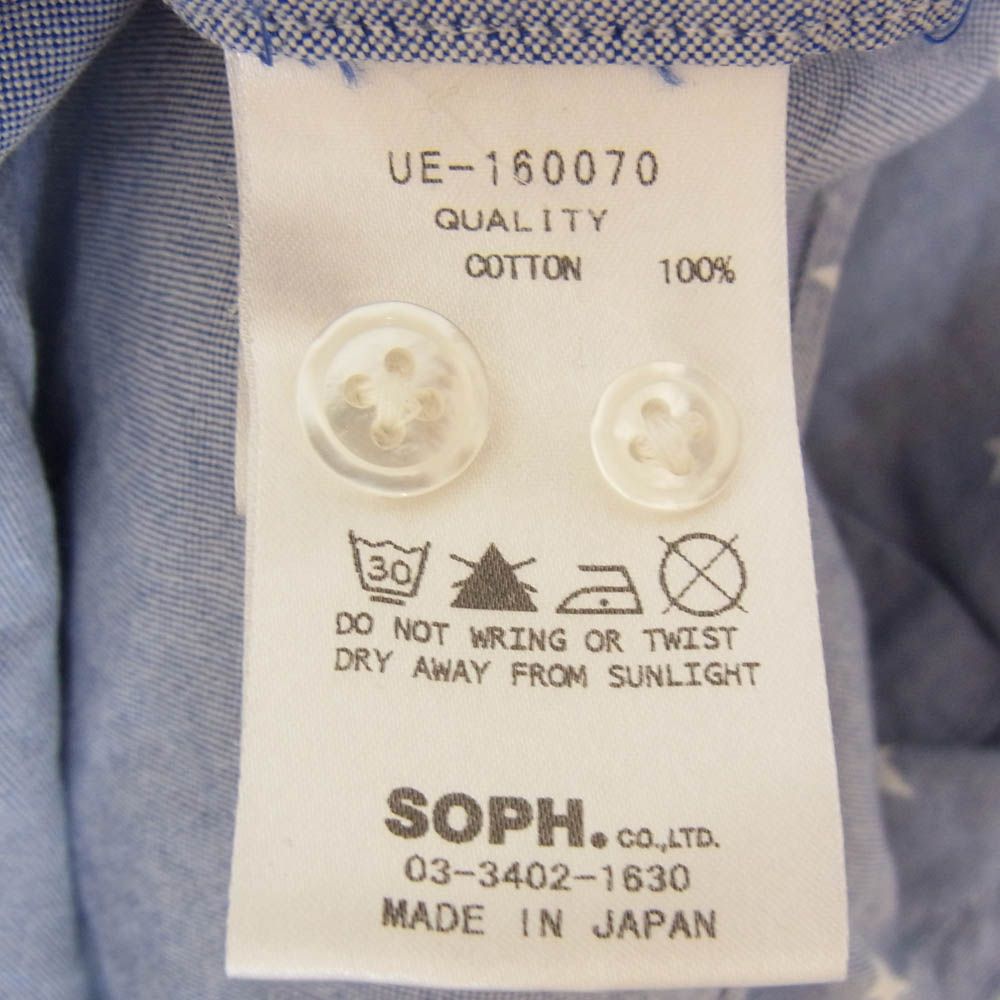 UE-160070
QUALITY
COTTON 100%
30
DO NOT WRING OR TWIST
DRY AWAY FROM SUNLIGHT
SOPH. CO.,LTD.
03-3402-1630
MADE IN JAPAN